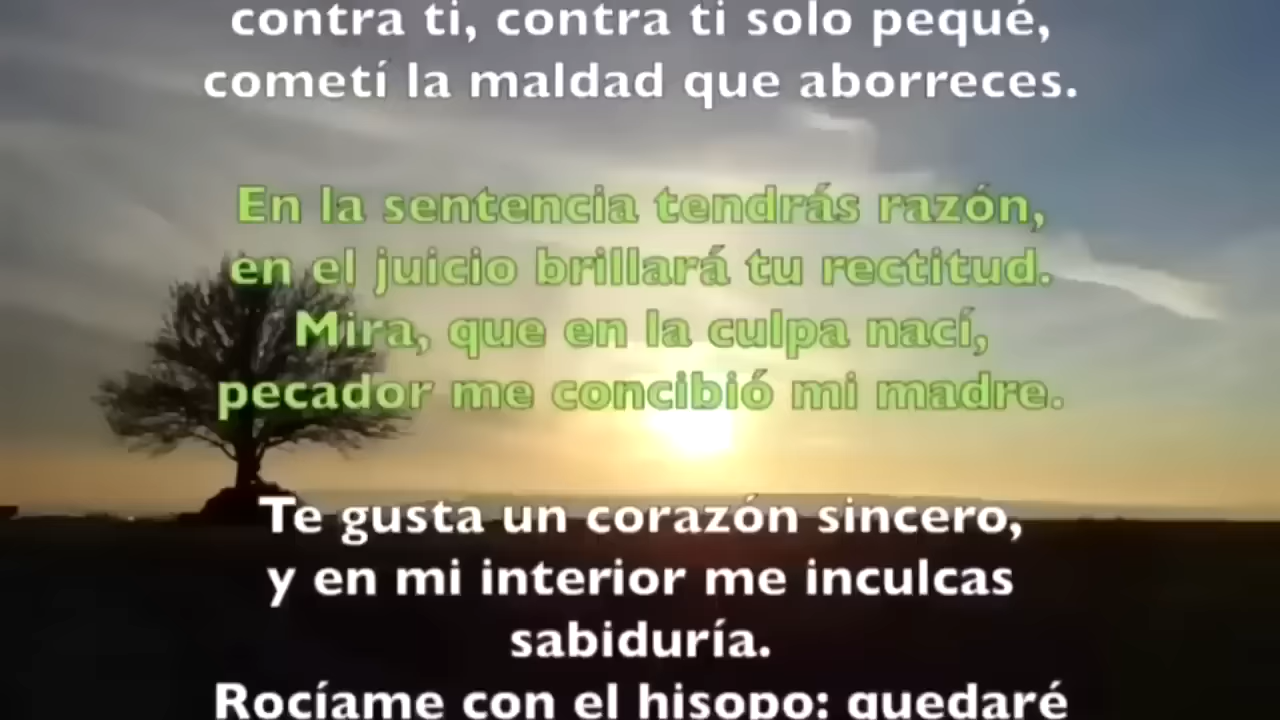 contra ti, contra ti solo pequé,
cometí la maldad que aborreces.
En la sentencia tendrás razón,
en el juicio brillará tu rectitud.
Mira, que en la culpa nací,
pecador me concibió mi madre.
Te gusta un corazón sincero,
y en mi interior me inculcas
sabiduría.
Rocíame con el hisopo: quedaré